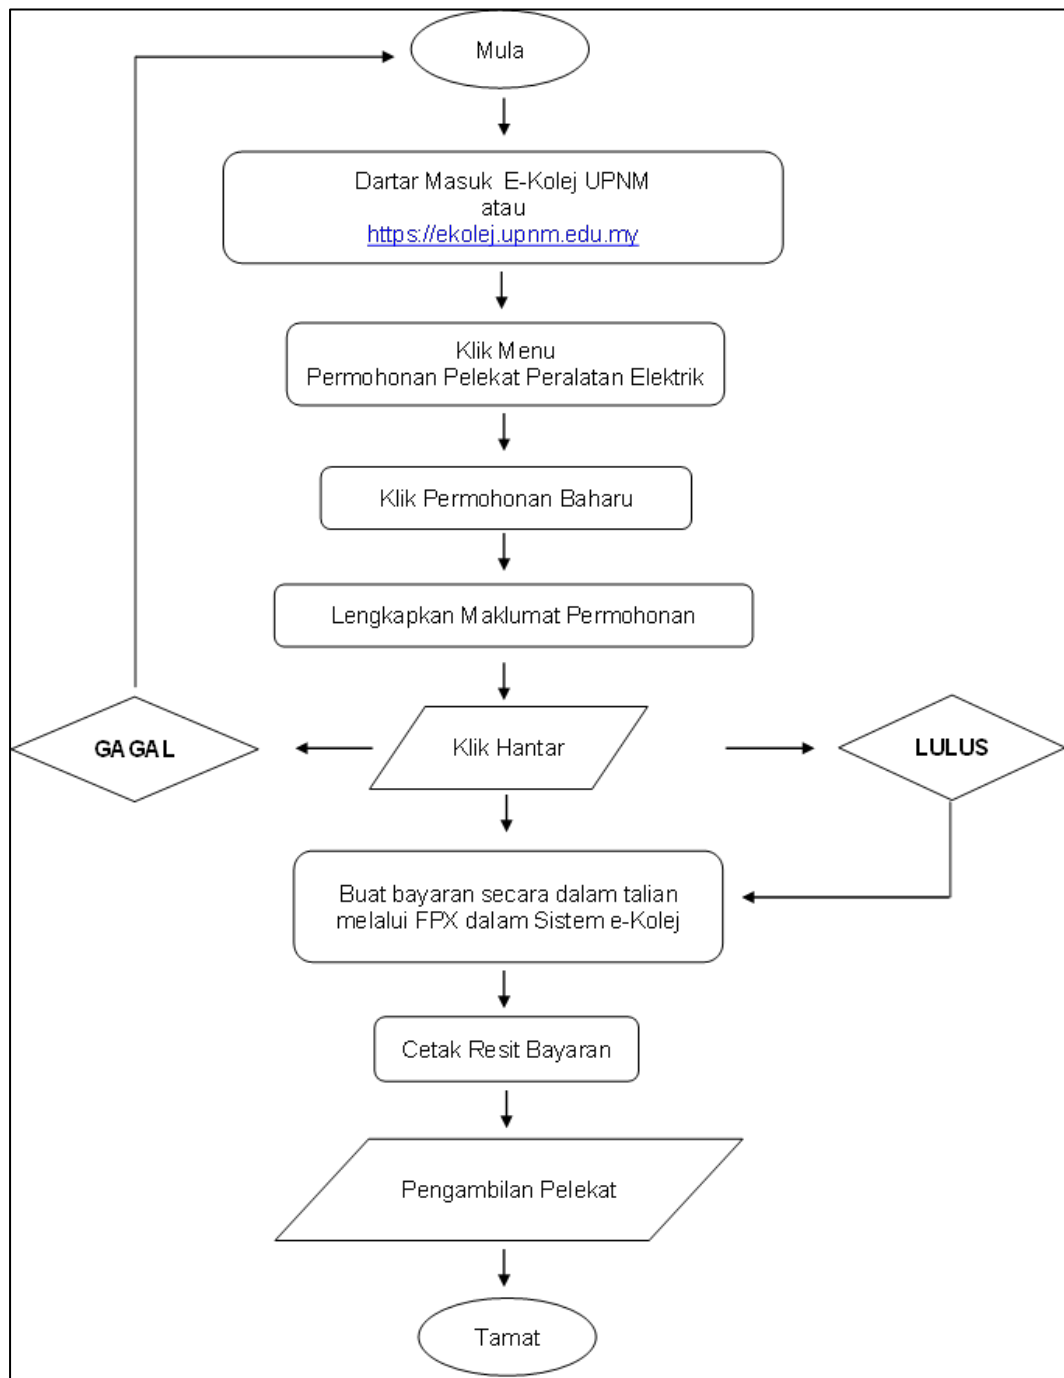 Mula
Dartar Masuk E-Kolej UPNM
atau
https://ekolej.upnm.edu.my
Klik Menu
Permohonan Pelekat Peralatan Elektrik
Klik Permohonan Baharu
Lengkapkan Maklumat Permohonan
GAGAL
Klik Hantar
LULUS
Buat bayaran secara dalam talian
melalui FPX dalam Sistem e-Kolej
Cetak Resit Bayaran
Pengambilan Pelekat
Tamat